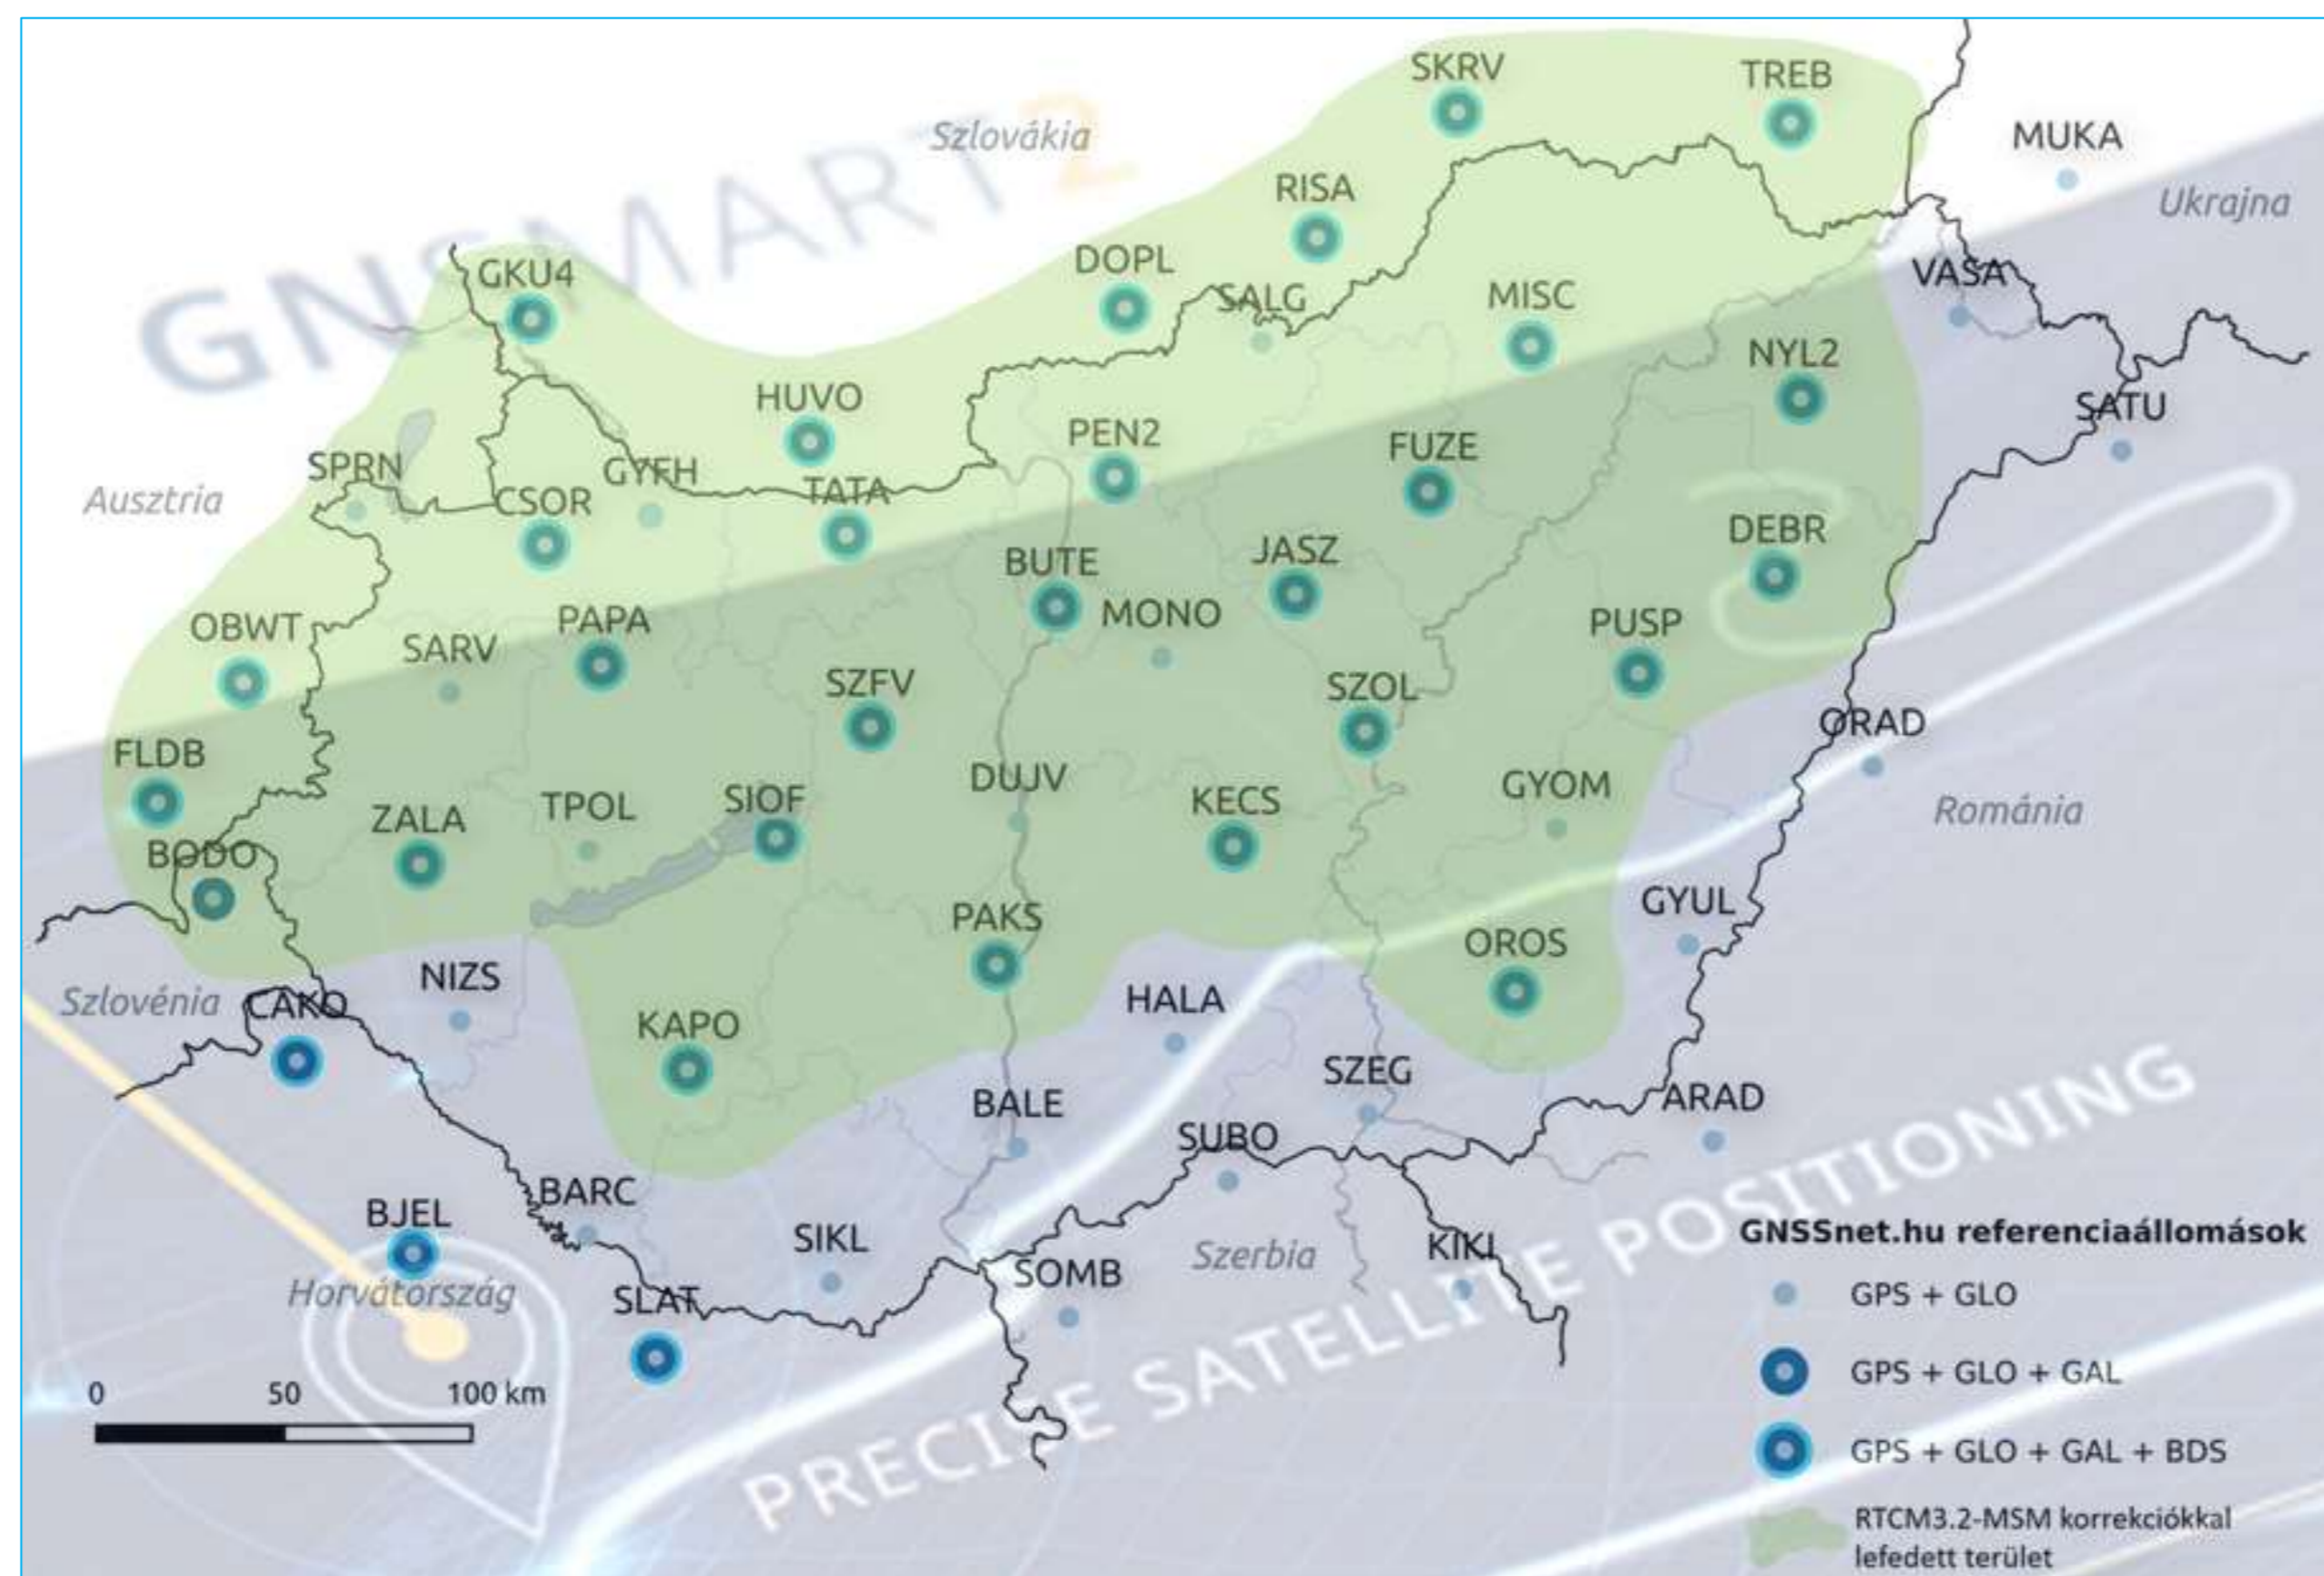 SKRV
TREB
GNSMART2
Szlovákia
MUKA
RISA
Ukrajna
DOPL
GKU4
SALG
MISC
VASA
NYL2
HUVO
SATU
PEN2
FUZE
SPRN
GYFH
Ausztria
CSOR
TATA
DEBR
BUTE
JASZ
MONO
OBWT
PAPA
PUSP
SARV
SZFV
SZOL
ORAD
FLDB
DUJV
GYOM
TPOL
SIOF
KECS
ZALA
Románia
BODO
GYUL
PAKS
OROS
NIZS
HALA
Szlovénia
CAKO
KAPO
SZEG
BALE
ARAD
SUBO
PRECISE SATELLITE POSITIONING
BARC
BJEL
SIKL
Szerbia
KIKI
SOMB
Horvátország
SLAT
0 50 100 km
GNSSnet.hu referenciaállomások
GPS + GLO
GPS + GLO + GAL
GPS + GLO + GAL + BDS
RTCM3.2-MSM korrekciókkal
lefedett terület